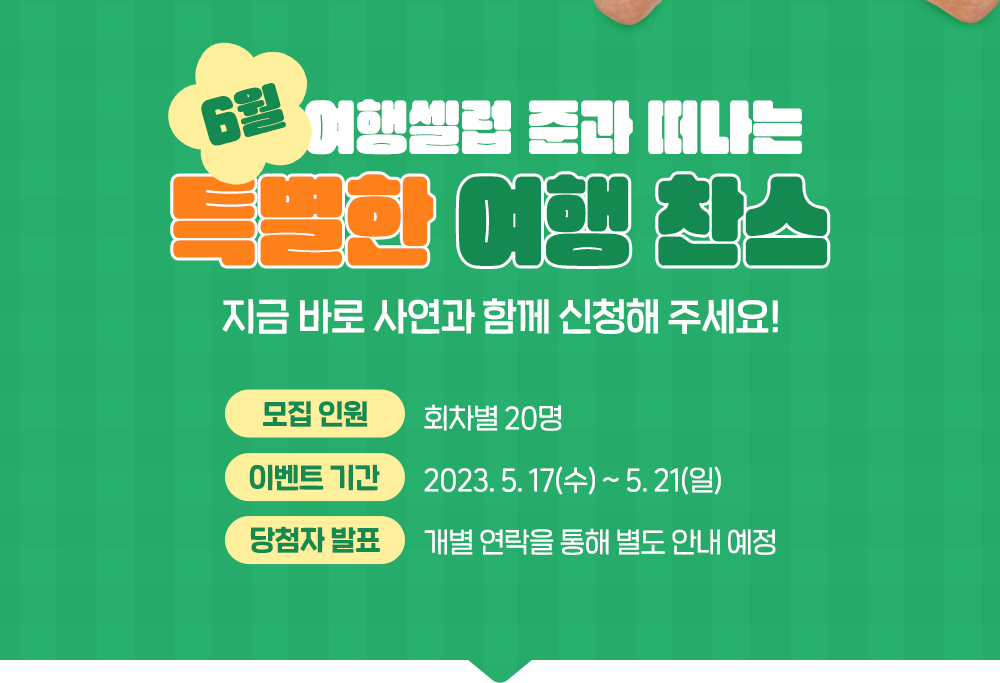 6월
여행셀럽 준과 떠나는
특별한 여행 찬스
지금 바로 사연과 함께 신청해 주세요!
모집 인원 회차별 20명
이벤트 기간 2023. 5. 17(수) ~ 5. 21(일)
당첨자 발표 개별 연락을 통해 별도 안내 예정